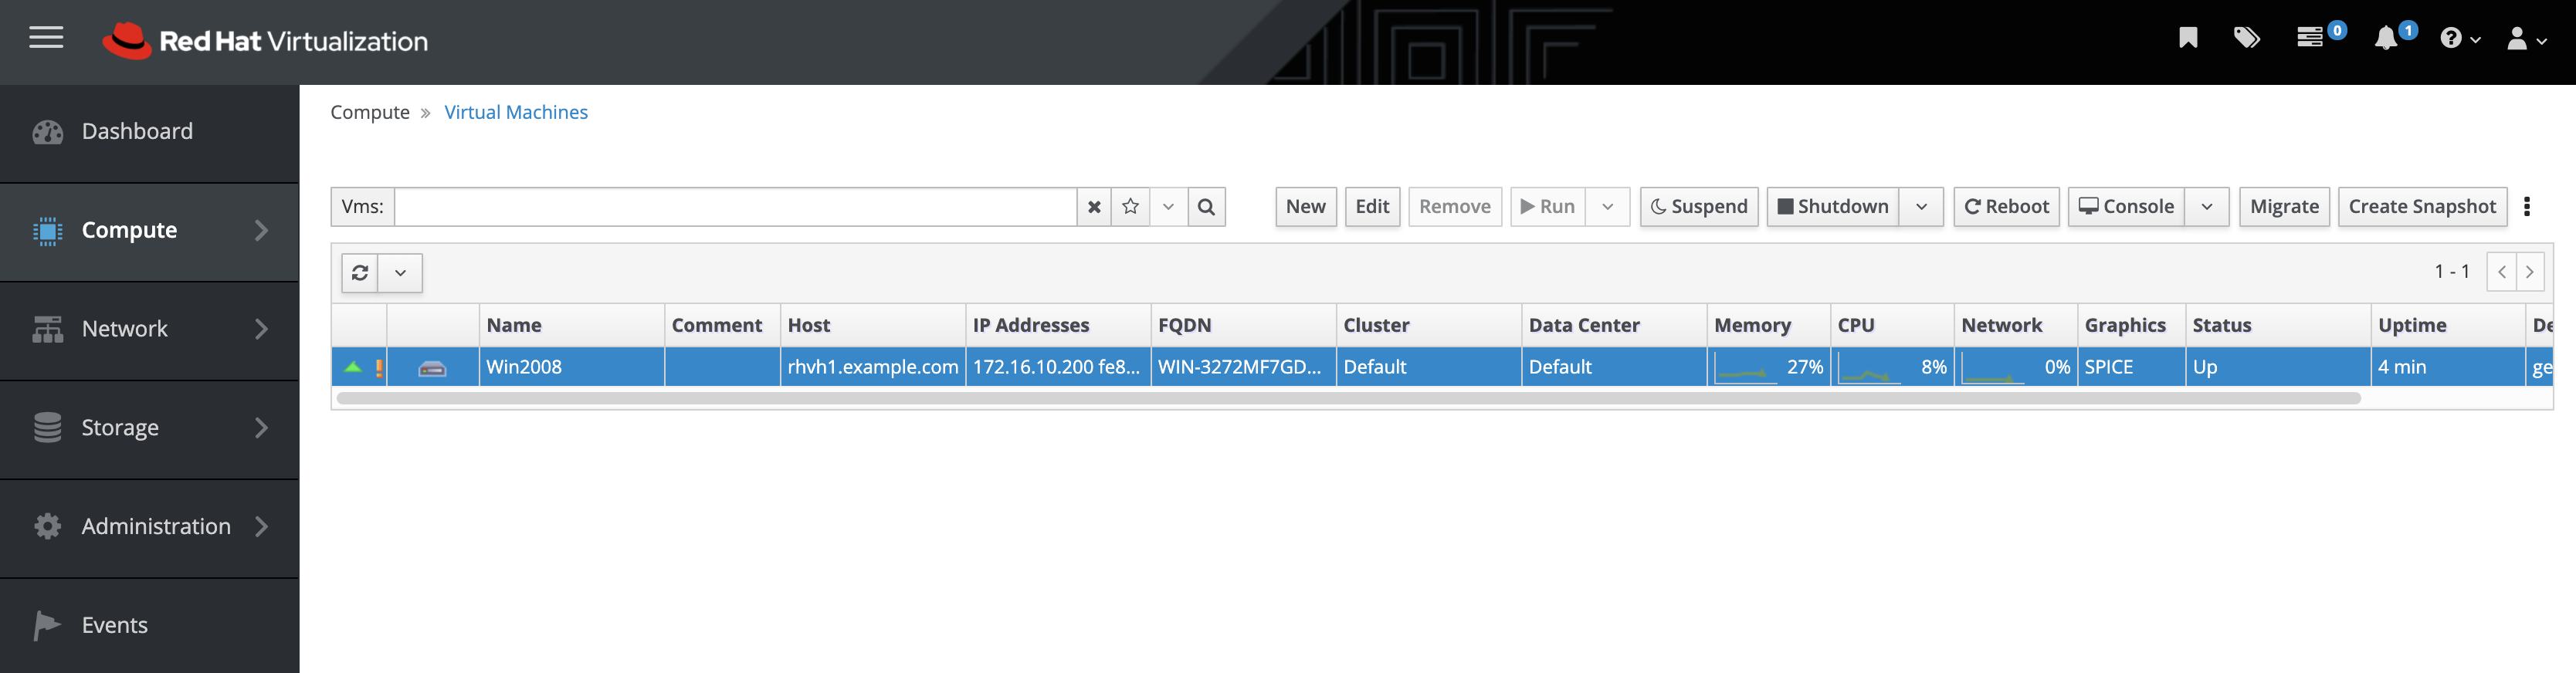 Red Hat Virtualization
0
1
Dashboard
Compute
Network
Storage
Administration
Events
Compute » Virtual Machines
Vms:
New Edit Remove Run Suspend Shutdown Reboot Console Migrate Create Snapshot
1 - 1
Name Comment Host IP Addresses FQDN Cluster Data Center Memory CPU Network Graphics Status Uptime De
Win2008 rhvh1.example.com 172.16.10.200 fe8... WIN-3272MF7GD... Default Default 27% 8% 0% SPICE Up 4 min ge